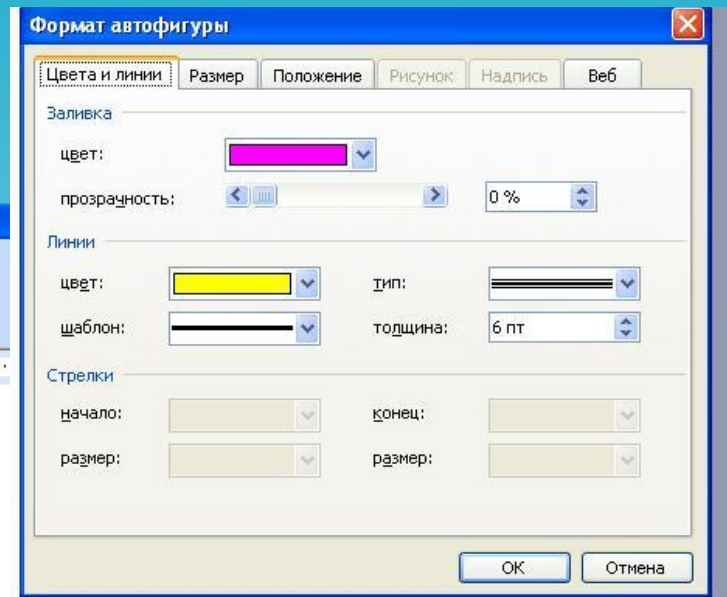 Формат автофигуры
Цвета и линии Размер Положение Рисунок Надпись Веб
Заливка
цвет:
прозрачность: 0 %
Линии
цвет: тип:
шаблон: толщина: 6 пт
Стрелки
начало: конец:
размер: размер:
ОК Отмена